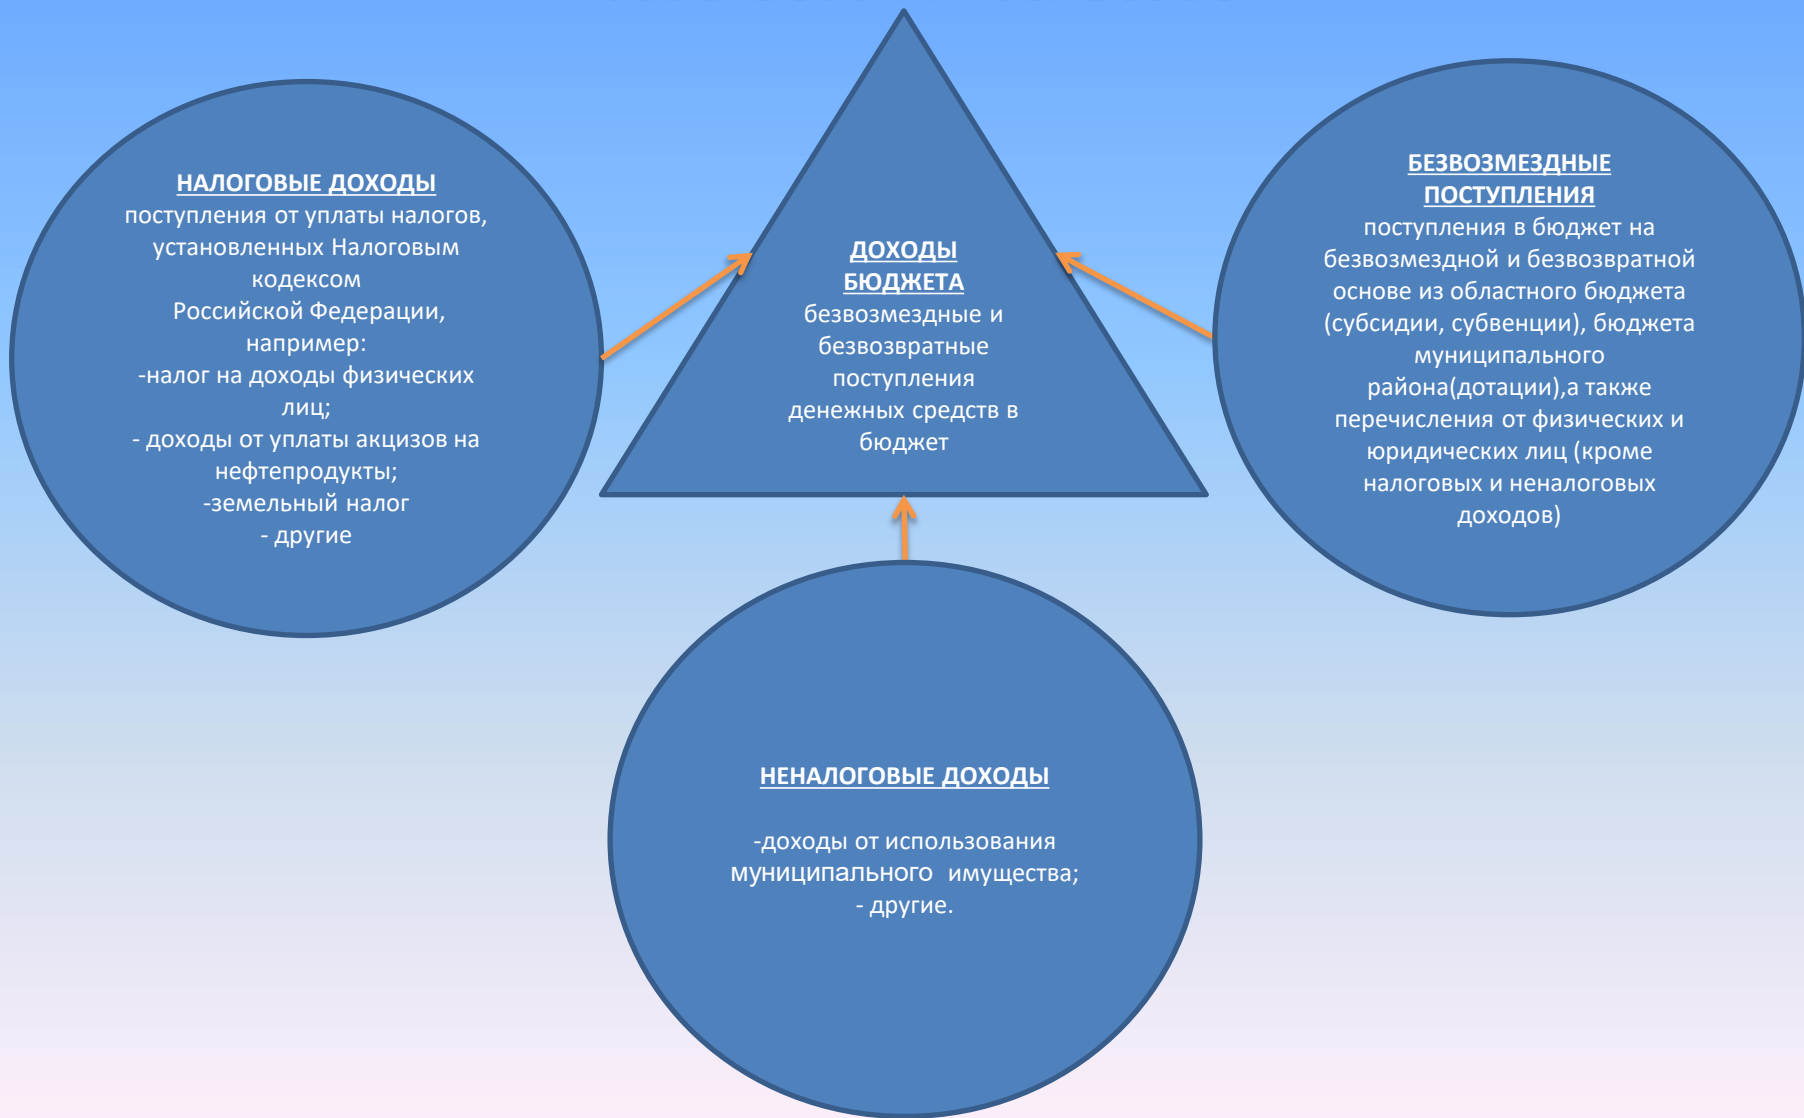 НАЛОГОВЫЕ ДОХОДЫ
поступления от уплаты налогов,
установленных Налоговым
кодексом
Российской Федерации,
например:
-налог на доходы физических
лиц;
- доходы от уплаты акцизов на
нефтепродукты;
-земельный налог
- другие
ДОХОДЫ
БЮДЖЕТА
безвозмездные и
безвозвратные
поступления
денежных средств в
бюджет
БЕЗВОЗМЕЗДНЫЕ
ПОСТУПЛЕНИЯ
поступления в бюджет на
безвозмездной и безвозвратной
основе из областного бюджета
(субсидии, субвенции), бюджета
муниципального
района(дотации),а также
перечисления от физических и
юридических лиц (кроме
налоговых и неналоговых
доходов)
НЕНАЛОГОВЫЕ ДОХОДЫ
-доходы от использования
муниципального имущества;
- другие.